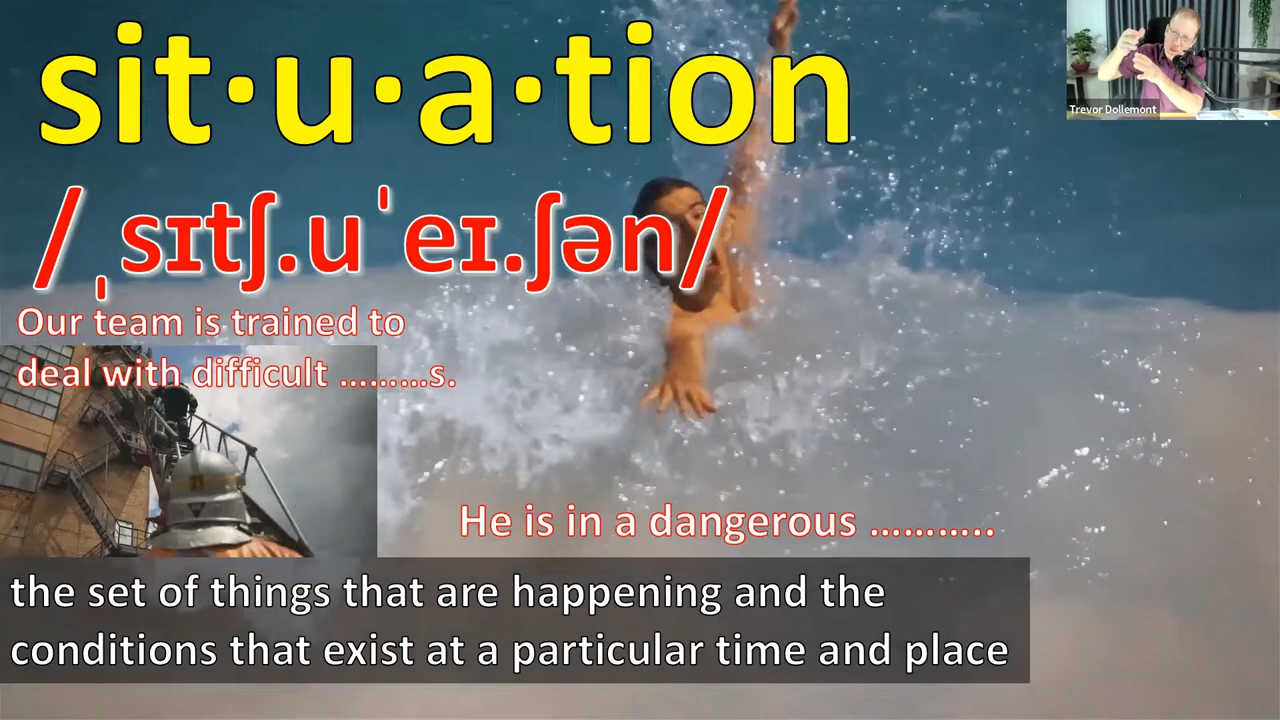 sit·u·a·tion
/ˌsɪtʃ.uˈeɪ.ʃən/
Trevor Dollemont
Our team is trained to
deal with difficult ………s.
He is in a dangerous ………..
the set of things that are happening and the
conditions that exist at a particular time and place